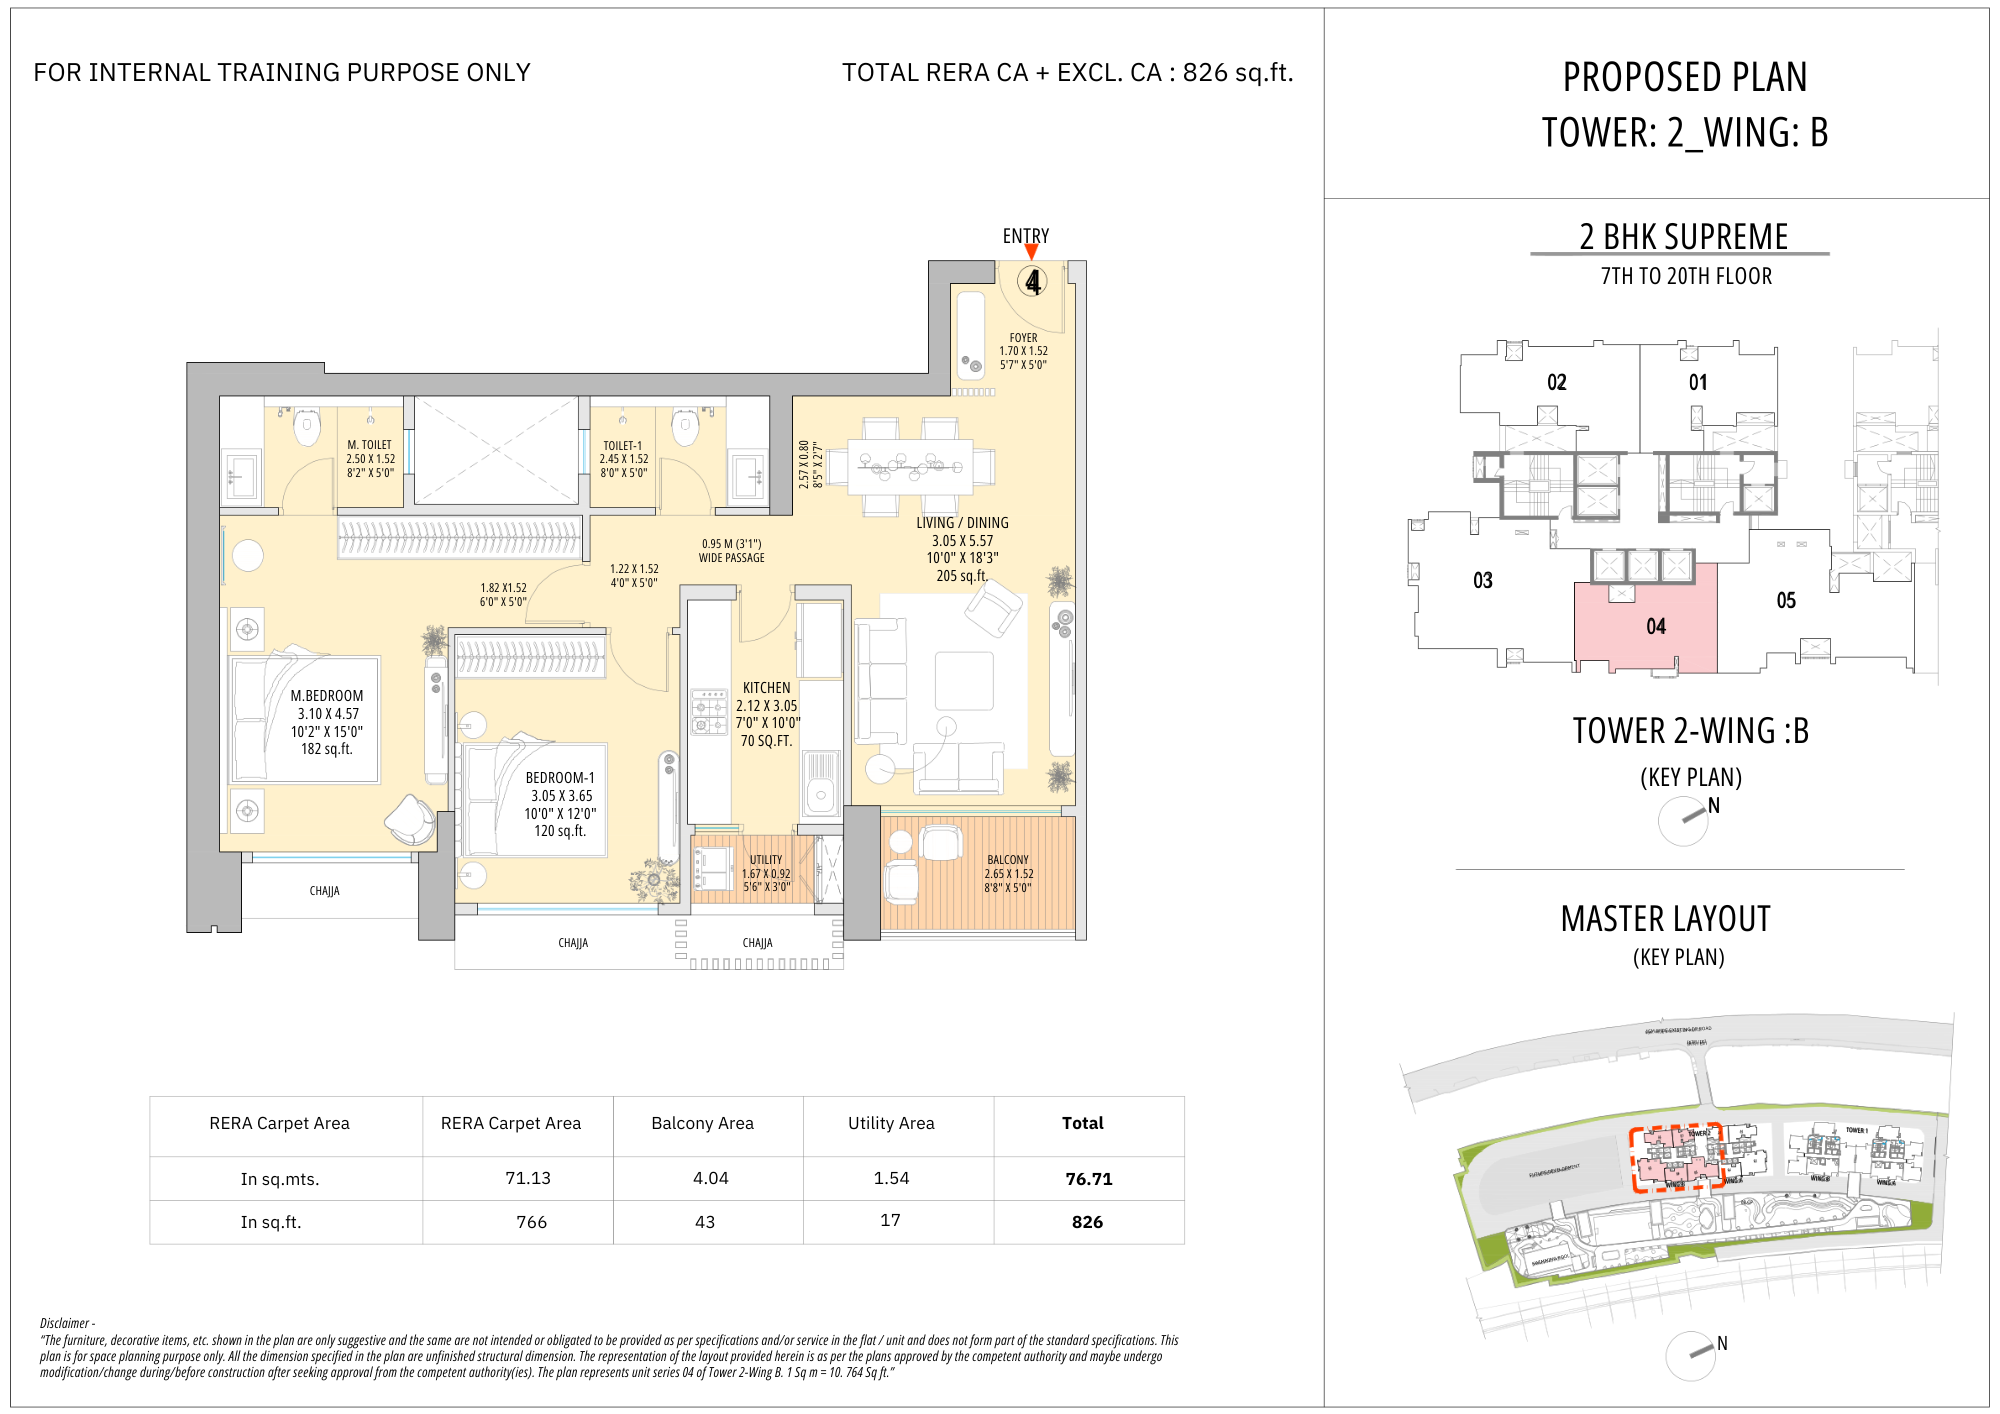 FOR INTERNAL TRAINING PURPOSE ONLY
TOTAL RERA CA + EXCL. CA : 826 sq.ft.
ENTRY
4
FOYER
1.70 X 1.52
5'7" X 5'0"
M. TOILET
2.50 X 1.52
8'2" X 5'0"
TOILET-1
2.45 X 1.52
8'0" X 5'0"
2.57 X 0.80
8'5" X 2'7"
LIVING / DINING
3.05 X 5.57
10'0" X 18'3"
205 sq.ft.
0.95 M (3'1")
WIDE PASSAGE
1.22 X 1.52
4'0" X 5'0"
1.82 X1.52
6'0" X 5'0"
M.BEDROOM
3.10 X 4.57
10'2" X 15'0"
182 sq.ft.
KITCHEN
2.12 X 3.05
7'0" X 10'0"
70 SQ.FT.
BEDROOM-1
3.05 X 3.65
10'0" X 12'0"
120 sq.ft.
UTILITY
1.67 X 0.92
5'6" X 3'0"
BALCONY
2.65 X 1.52
8'8" X 5'0"
CHAJJA
CHAJJA
CHAJJA
RERA Carpet Area RERA Carpet Area Balcony Area Utility Area Total
In sq.mts. 71.13 4.04 1.54 76.71
In sq.ft. 766 43 17 826
Disclaimer -
"The furniture, decorative items, etc. shown in the plan are only suggestive and the same are not intended or obligated to be provided as per specifications and/or service in the flat / unit and does not form part of the standard specifications. This
plan is for space planning purpose only. All the dimension specified in the plan are unfinished structural dimension. The representation of the layout provided herein is as per the plans approved by the competent authority and maybe undergo
modification/change during/before construction after seeking approval from the competent authority(ies). The plan represents unit series 04 of Tower 2-Wing B. 1 Sq m = 10. 764 Sq ft."
PROPOSED PLAN
TOWER: 2_WING: B
2 BHK SUPREME
7TH TO 20TH FLOOR
02
01
03
04
05
TOWER 2-WING :B
(KEY PLAN)
N
MASTER LAYOUT
(KEY PLAN)
TOWER 2
TOWER 1
FUTURE DEVELOPMENT
WING:B
WING:A
WING:B
WING:A
N